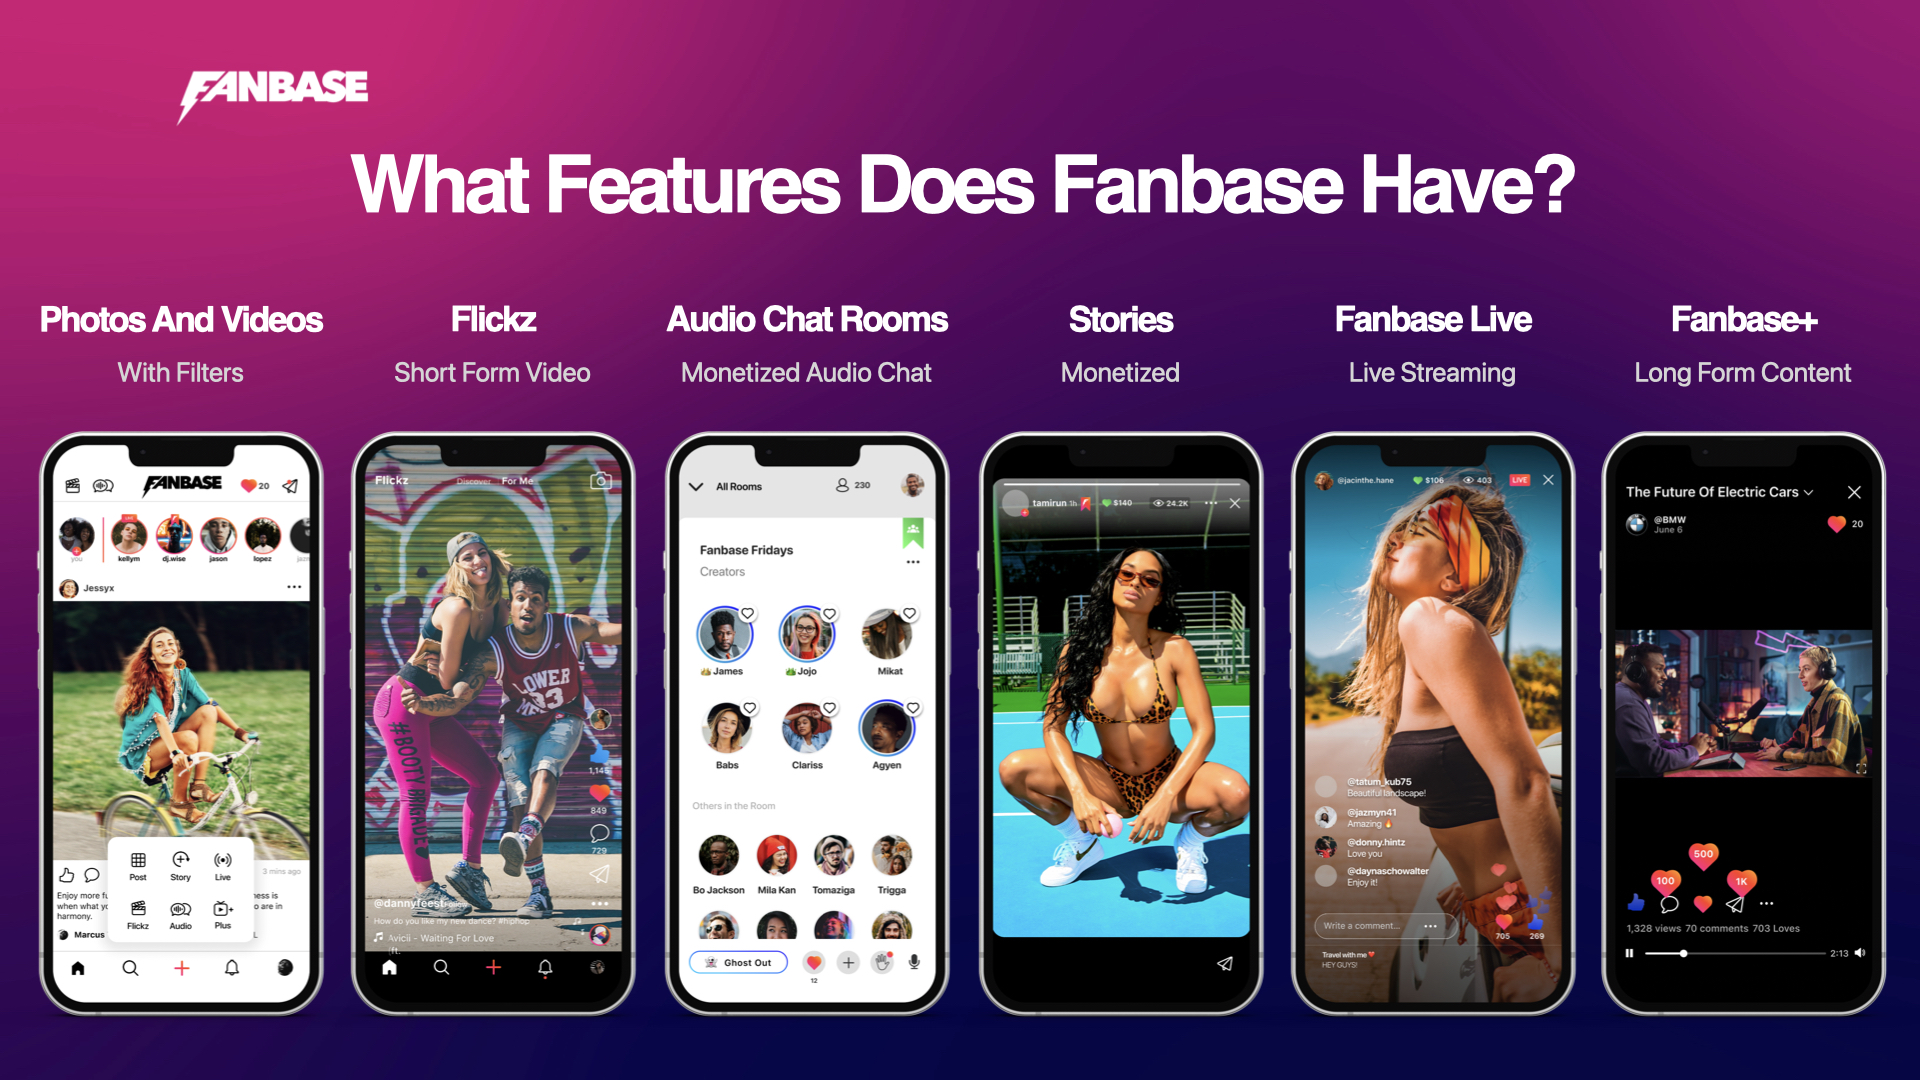 FANBASE
What Features Does Fanbase Have?
Photos And Videos
With Filters
Flickz
Short Form Video
Audio Chat Rooms
Monetized Audio Chat
Stories
Monetized
Fanbase Live
Live Streaming
Fanbase+
Long Form Content
FANBASE
20
LIVE
you
kellym
dj.wise
jason
lopez
Jessyx
Post
Story
Live
Flickz
Audio
Plus
3 mins ago
Enjoy more fu
ness is
when what yo
o are in
harmony.
Marcus
L
Flickz
Discover
For Me
LOWER
93
#BOOTY BRIGADE
849
729
@dannyfeest
Follow
How do you like my new dance? #hiphop
Avicii - Waiting For Love
(ft.
All Rooms
230
Fanbase Fridays
Creators
James
Jojo
Mikat
Babs
Clariss
Agyen
Others in the Room
Bo Jackson
Mila Kan
Tomaziga
Trigga
Ghost Out
12
tamirun 1h
$140
24.2K
@jacinthe.hane
$106
403
LIVE
@tatum_kub75
Beautiful landscape!
@jazmyn41
Amazing 🔥
@donny.hintz
Love you
@daynaschowalter
Enjoy it!
Write a comment...
705
269
Travel with me ❤️
HEY GUYS!
The Future Of Electric Cars
@BMW
June 6
20
500
100
1K
1,328 views 70 comments 703 Loves
2:13